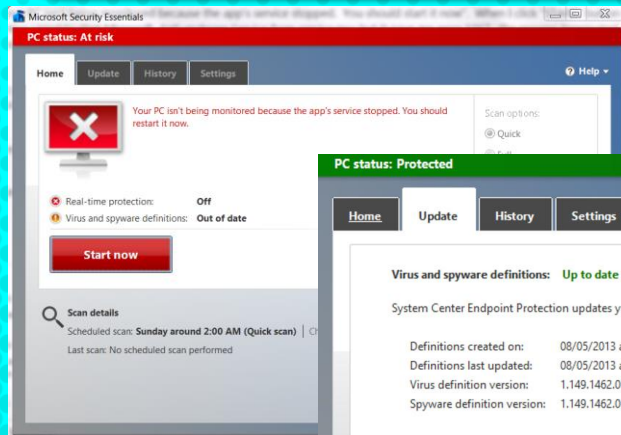 Microsoft Security Essentials
PC status: At risk
Home Update History Settings Help
Your PC isn't being monitored because the app's service stopped. You should
restart it now.
Scan options:
Quick
Real-time protection: Off
Virus and spyware definitions: Out of date
Start now
Scan details
Scheduled scan: Sunday around 2:00 AM (Quick scan)
Last scan: No scheduled scan performed
PC status: Protected
Home Update History Settings
Virus and spyware definitions: Up to date
System Center Endpoint Protection updates
Definitions created on: 08/05/2013
Definitions last updated: 08/05/2013
Virus definition version: 1.149.1462.0
Spyware definition version: 1.149.1462.0